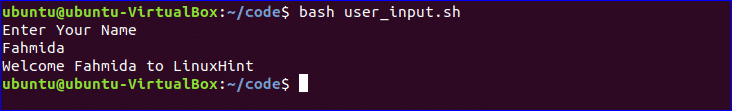 ubuntu@ubuntu-VirtualBox:~/code$ bash user_input.sh
Enter Your Name
Fahmida
Welcome Fahmida to LinuxHint
ubuntu@ubuntu-VirtualBox:~/code$